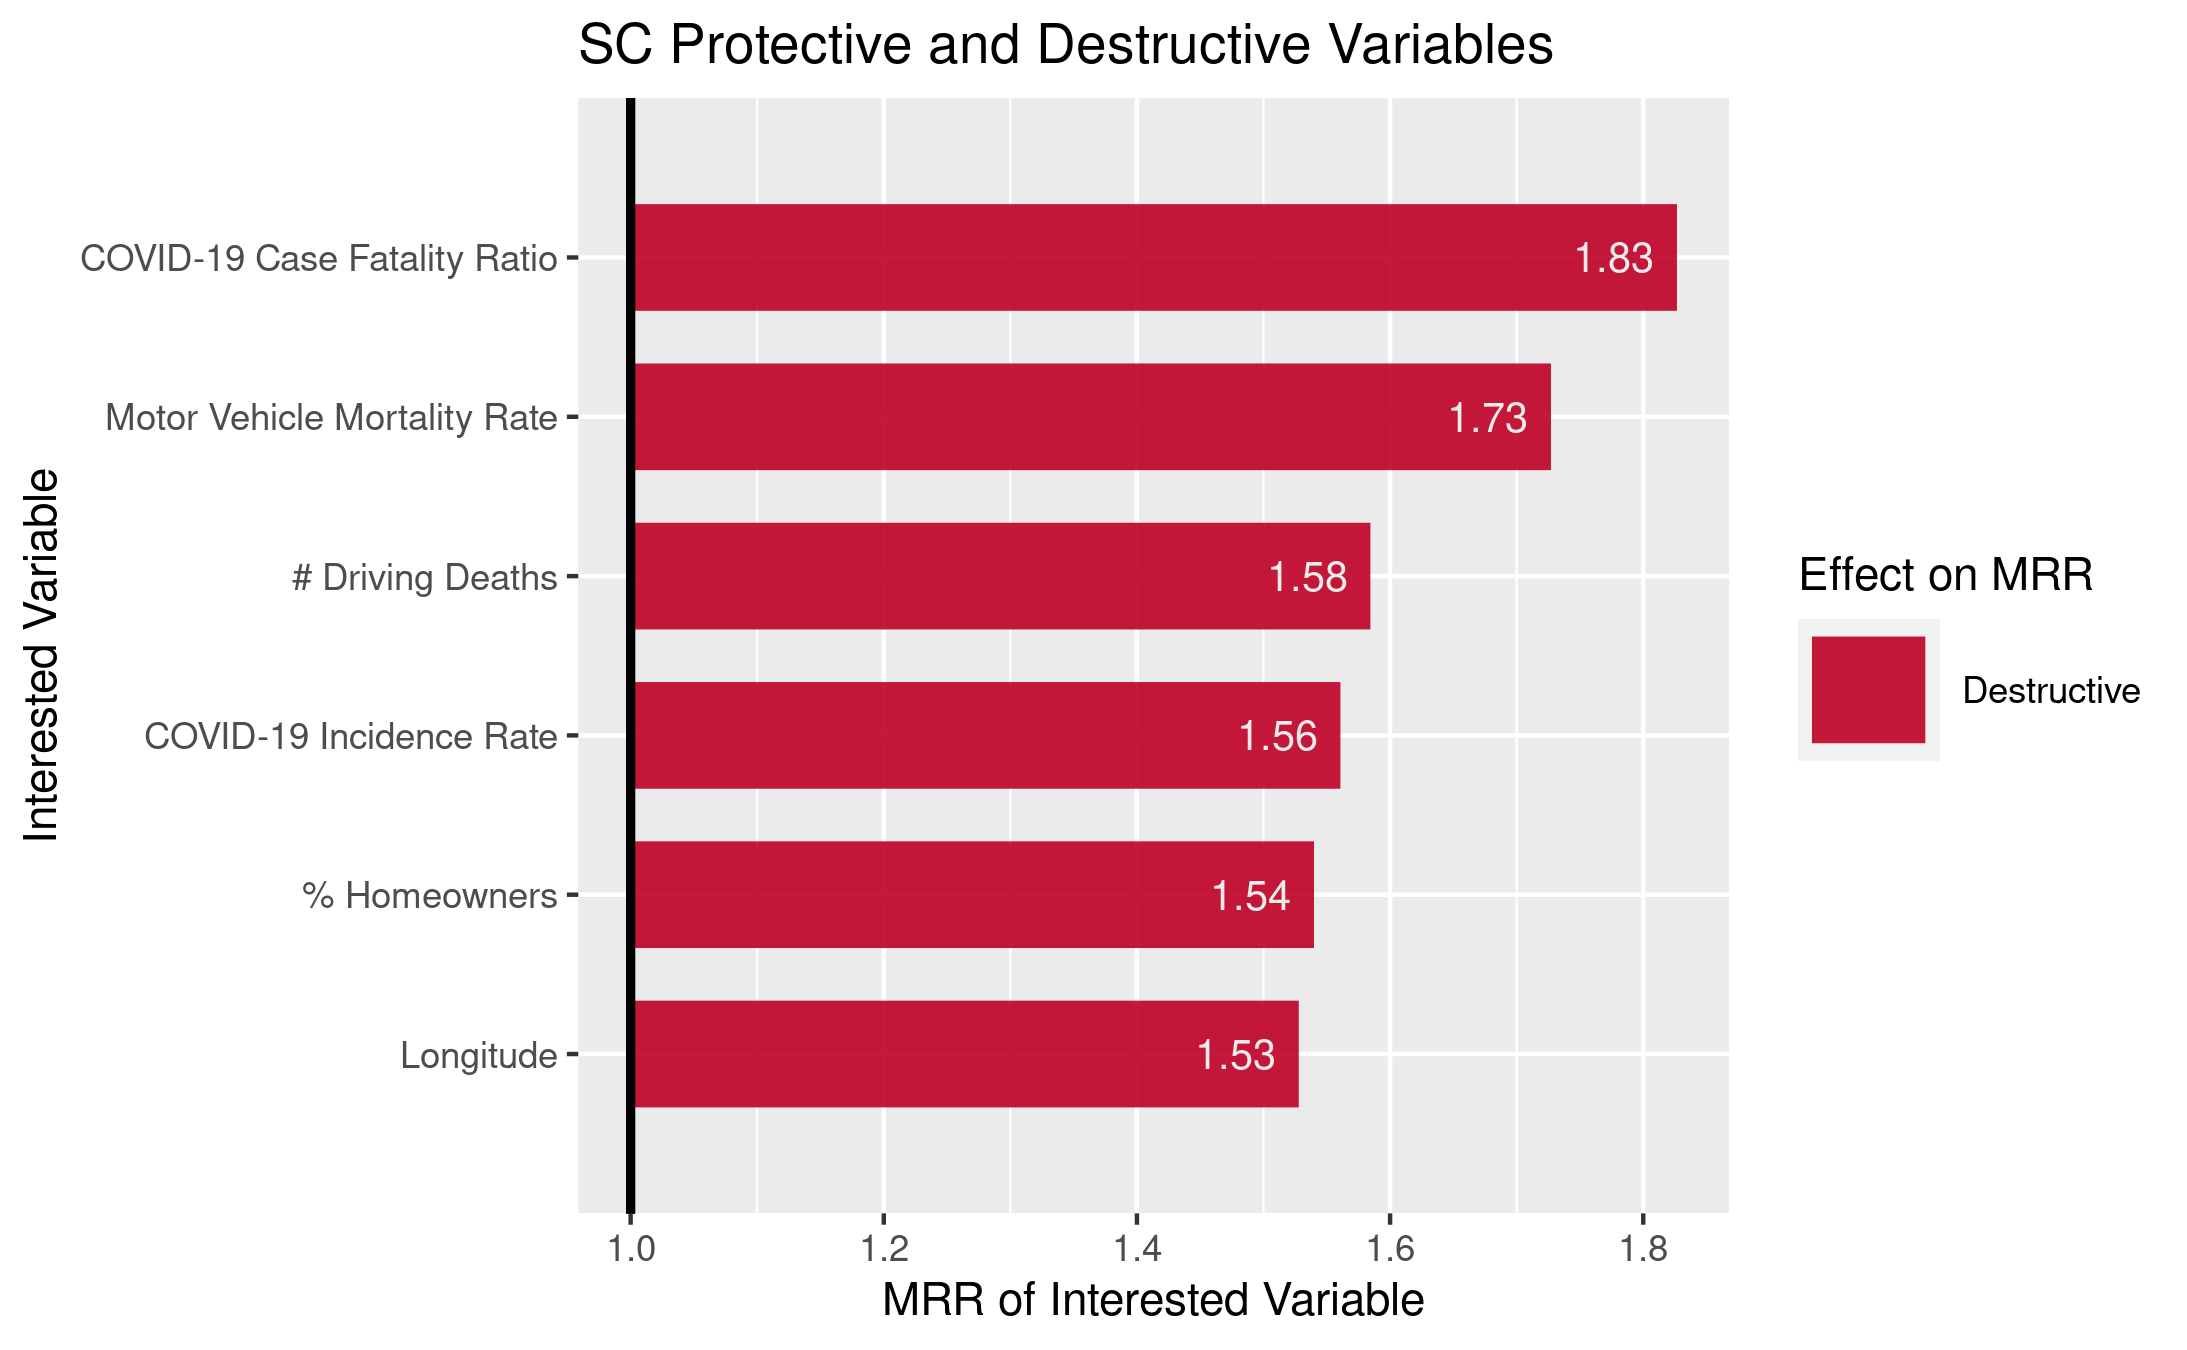 SC Protective and Destructive Variables
Interested Variable
COVID-19 Case Fatality Ratio
1.83
Motor Vehicle Mortality Rate
1.73
# Driving Deaths
1.58
COVID-19 Incidence Rate
1.56
% Homeowners
1.54
Longitude
1.53
1.0 1.2 1.4 1.6 1.8
MRR of Interested Variable
Effect on MRR
Destructive